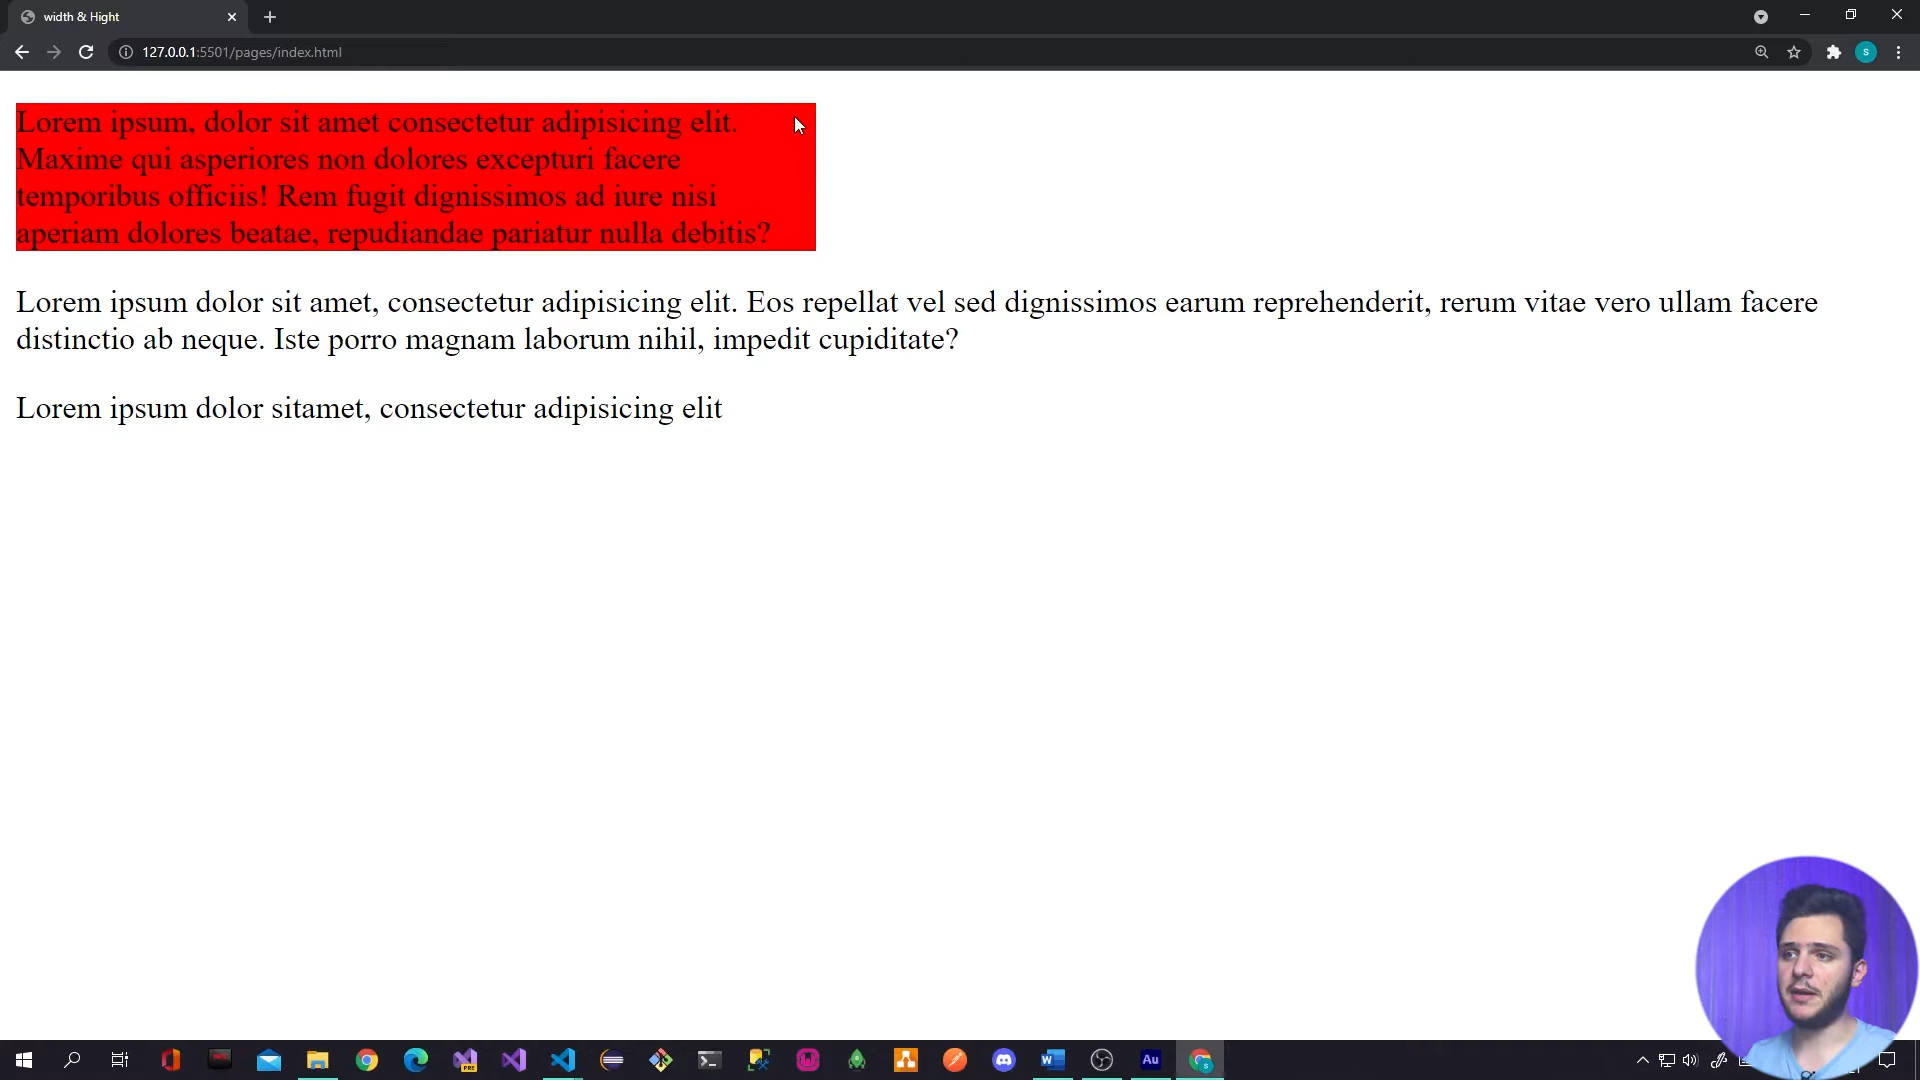 width & Hight
127.0.0.1:5501/pages/index.html
S
Lorem ipsum, dolor sit amet consectetur adipisicing elit.
Maxime qui asperiores non dolores excepturi facere
temporibus officiis! Rem fugit dignissimos ad iure nisi
aperiam dolores beatae, repudiandae pariatur nulla debitis?
Lorem ipsum dolor sit amet, consectetur adipisicing elit. Eos repellat vel sed dignissimos earum reprehenderit, rerum vitae vero ullam facere
distinctio ab neque. Iste porro magnam laborum nihil, impedit cupiditate?
Lorem ipsum dolor sitamet, consectetur adipisicing elit
PRE
W
Au
S